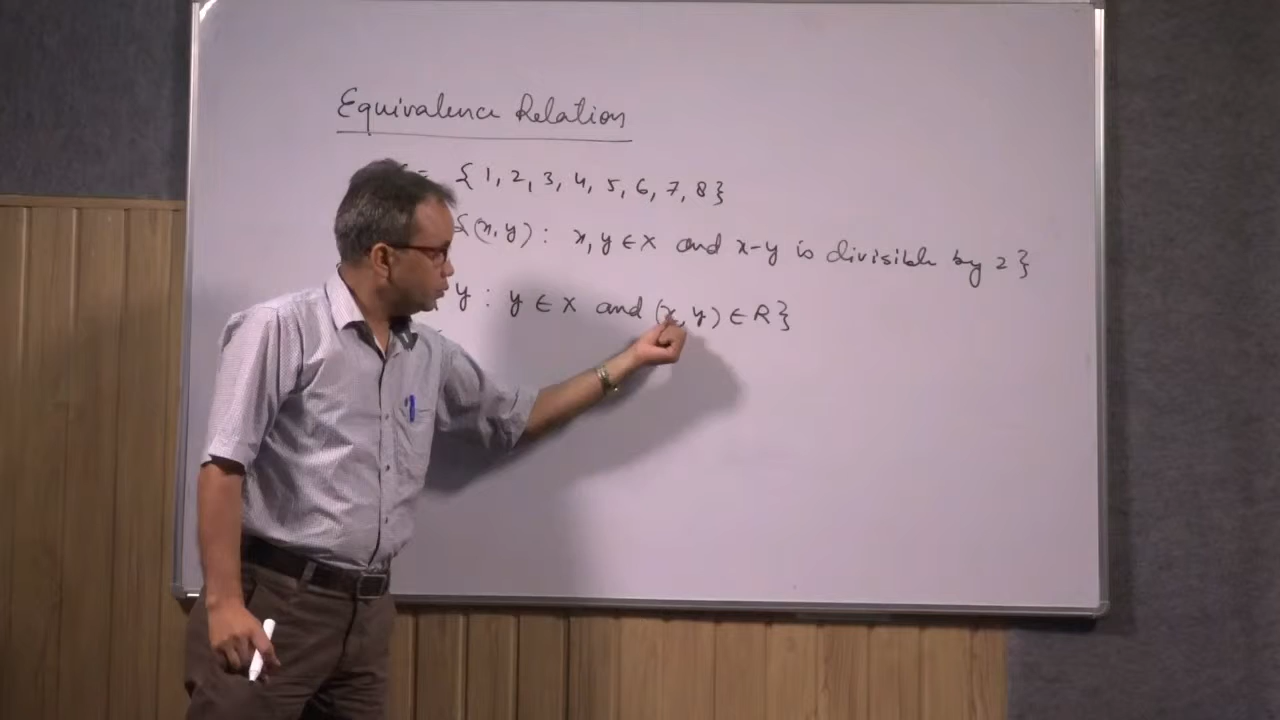 Equivalence Relation
= {1, 2, 3, 4, 5, 6, 7, 8}
{(x, y) : x, y ∈ X and x-y is divisible by 2}
y : y ∈ X and (x, y) ∈ R}